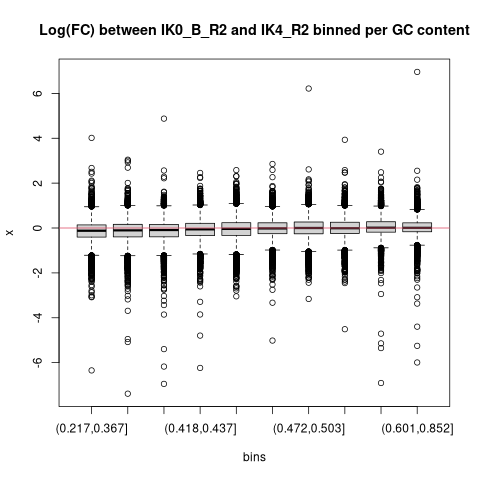 Log(FC) between IK0_B_R2 and IK4_R2 binned per GC content
6
4
2
0
-2
-4
-6
x
(0.217,0.367] (0.418,0.437] (0.472,0.503] (0.601,0.852]
bins